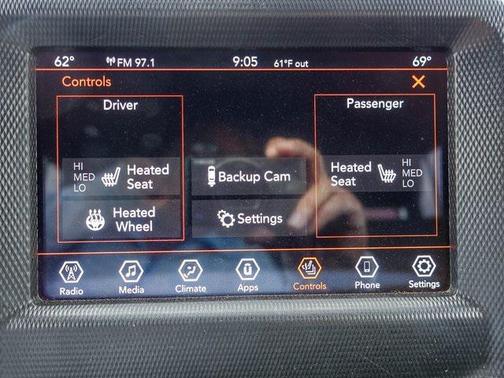 62° FM 97.1 9:05 61°F out 69°
Controls
Driver
Passenger
HI
MED
LO
Heated
Seat
Backup Cam
Heated
Seat
HI
MED
LO
Heated
Wheel
Settings
Radio Media Climate Apps Controls Phone Settings